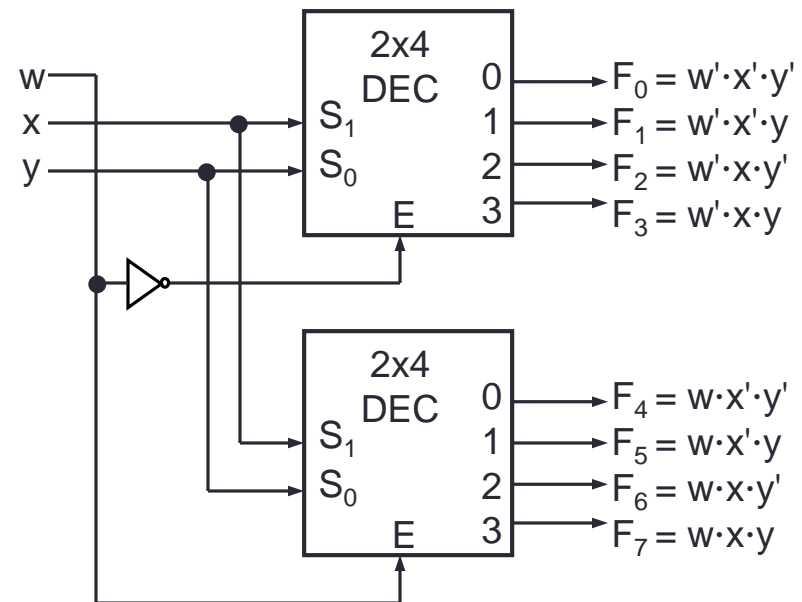 2x4
DEC
w
x
y
S₁
S₀
E
0
1
2
3
F₀ = w'·x'·y'
F₁ = w'·x'·y
F₂ = w'·x·y'
F₃ = w'·x·y
2x4
DEC
S₁
S₀
E
0
1
2
3
F₄ = w·x'·y'
F₅ = w·x'·y
F₆ = w·x·y'
F₇ = w·x·y